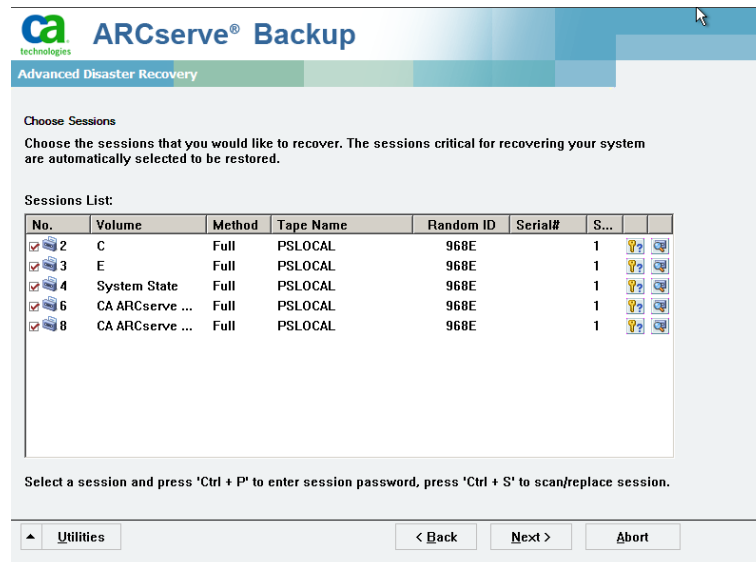 ca
technologies
ARCserve® Backup
Advanced Disaster Recovery
Choose Sessions
Choose the sessions that you would like to recover. The sessions critical for recovering your system
are automatically selected to be restored.
Sessions List:
No. Volume Method Tape Name Random ID Serial# S...
2 C Full PSLOCAL 968E 1
3 E Full PSLOCAL 968E 1
4 System State Full PSLOCAL 968E 1
6 CA ARCserve ... Full PSLOCAL 968E 1
8 CA ARCserve ... Full PSLOCAL 968E 1
Select a session and press 'Ctrl + P' to enter session password, press 'Ctrl + S' to scan/replace session.
Utilities < Back Next > Abort